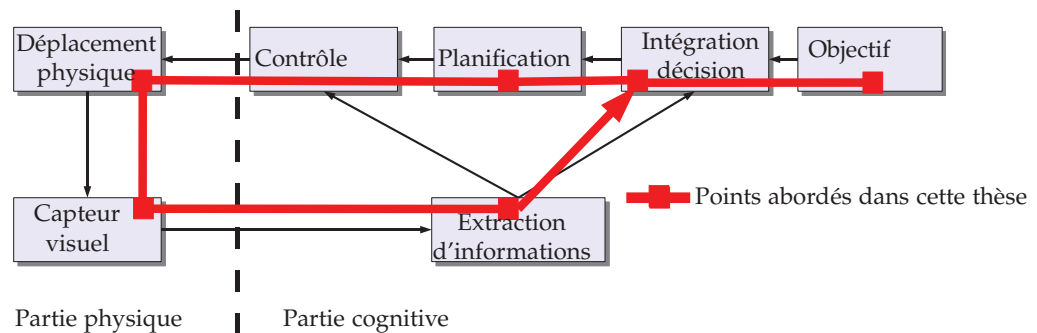 Déplacement
physique
Contrôle
Planification
Intégration
décision
Objectif
Capteur
visuel
Extraction
d'informations
Points abordés dans cette thèse
Partie physique
Partie cognitive